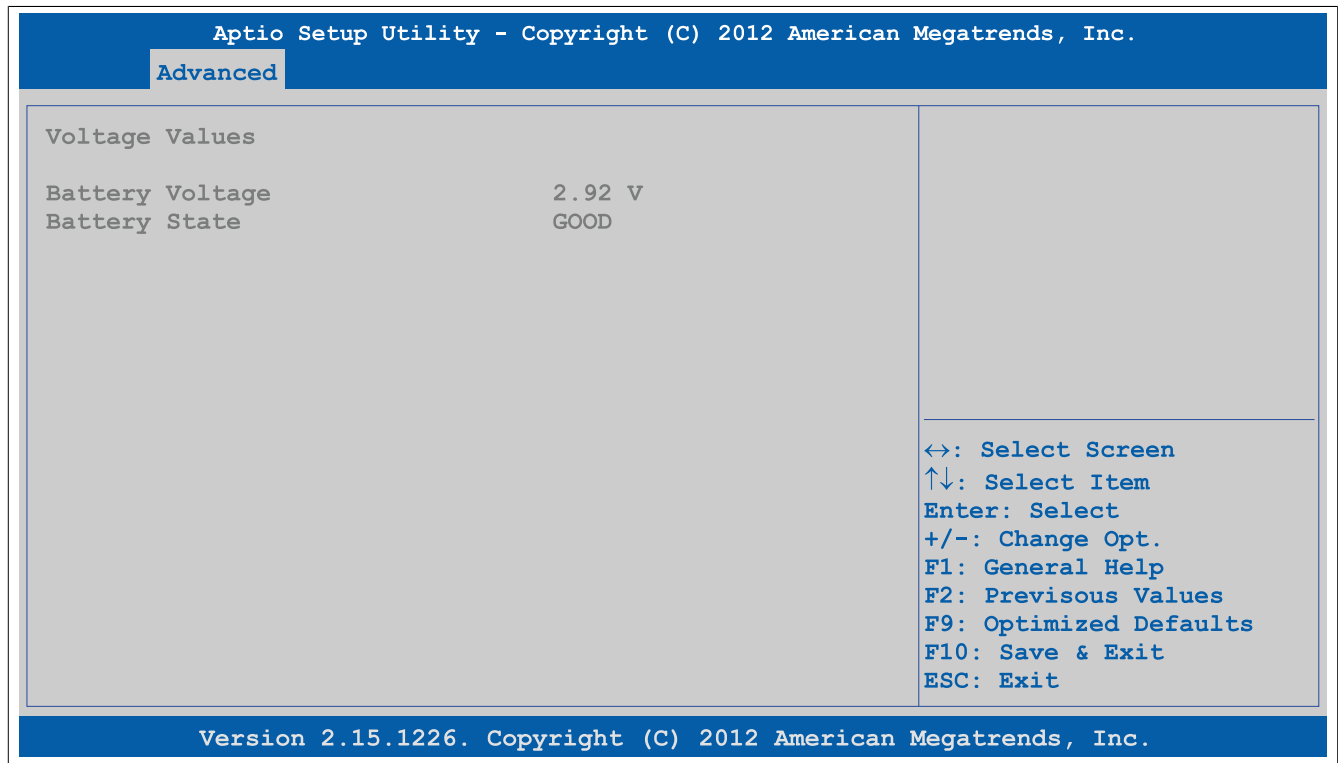 Aptio Setup Utility - Copyright (C) 2012 American Megatrends, Inc.
Advanced
Voltage Values
Battery Voltage 2.92 V
Battery State GOOD
↔: Select Screen
↑↓: Select Item
Enter: Select
+/-: Change Opt.
F1: General Help
F2: Previsous Values
F9: Optimized Defaults
F10: Save & Exit
ESC: Exit
Version 2.15.1226. Copyright (C) 2012 American Megatrends, Inc.